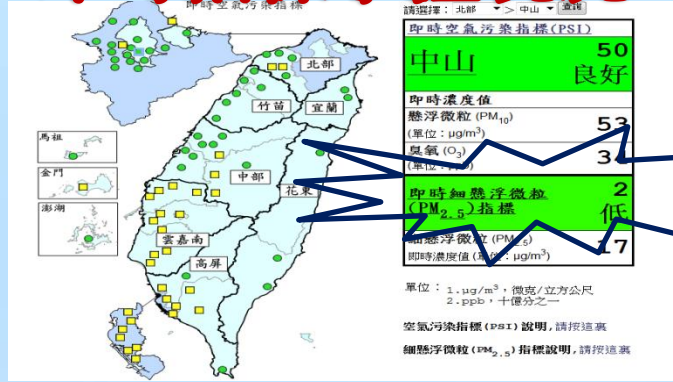 即時空氣污染指標
北部
竹苗
宜蘭
中部
花東
雲嘉南
高屏
馬祖
金門
澎湖
請選擇: 北部 > 中山 查詢
即時空氣污染指標(PSI)
中山
50
良好
即時濃度值
懸浮微粒 (PM10)
(單位：μg/m3)
53
臭氧 (O3)
即時細懸浮微粒
(PM2.5)指標
2
低
細懸浮微粒 (PM2.5)
即時濃度值(單位：μg/m3)
17
單位：1.μg/m3，微克/立方公尺
2.ppb，十億分之一
空氣污染指標(PSI)說明,請按這裏
細懸浮微粒(PM2.5)指標說明,請按這裏